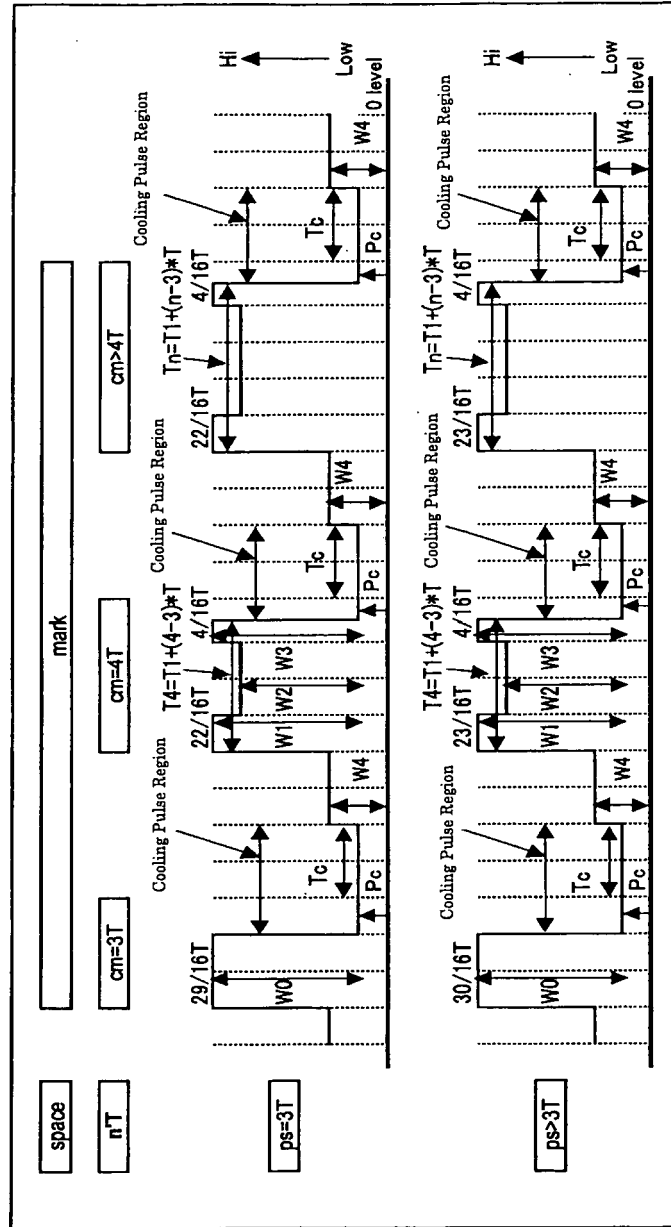 space
mark
n'T
cm=3T
cm=4T
cm>4T
ps=3T
29/16T
W0
Cooling Pulse Region
Tc
Pc
W4
22/16T
T4=T1+(4-3)*T
4/16T
W1
W2
W3
Cooling Pulse Region
Tc
Pc
W4
22/16T
Tn=T1+(n-3)*T
4/16T
Cooling Pulse Region
Tc
Pc
W4
Hi
Low
0 level
ps>3T
30/16T
W0
Cooling Pulse Region
Tc
Pc
W4
23/16T
T4=T1+(4-3)*T
4/16T
W1
W2
W3
Cooling Pulse Region
Tc
Pc
W4
23/16T
Tn=T1+(n-3)*T
4/16T
Cooling Pulse Region
Tc
Pc
W4
Hi
Low
0 level